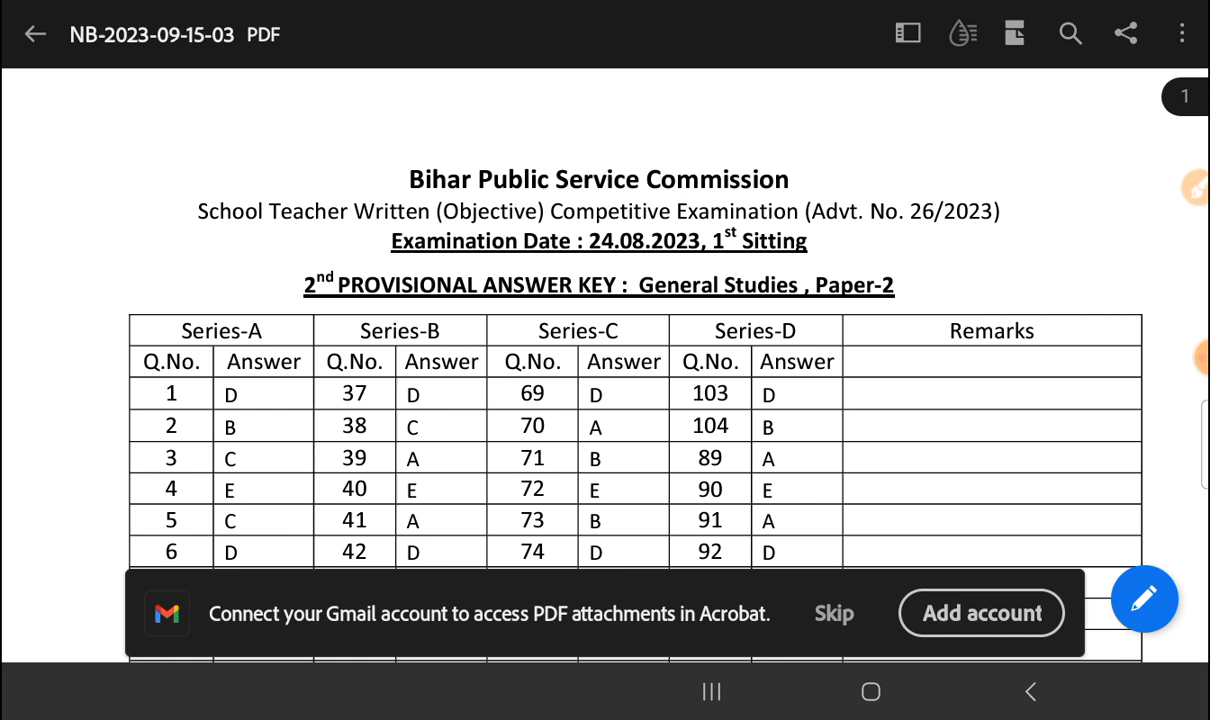 NB-2023-09-15-03 PDF
1
Bihar Public Service Commission
School Teacher Written (Objective) Competitive Examination (Advt. No. 26/2023)
Examination Date : 24.08.2023, 1st Sitting
2nd PROVISIONAL ANSWER KEY : General Studies , Paper-2
Series-A Series-B Series-C Series-D Remarks
Q.No. Answer Q.No. Answer Q.No. Answer Q.No. Answer
1 D 37 D 69 D 103 D
2 B 38 C 70 A 104 B
3 C 39 A 71 B 89 A
4 E 40 E 72 E 90 E
5 C 41 A 73 B 91 A
6 D 42 D 74 D 92 D
Connect your Gmail account to access PDF attachments in Acrobat. Skip Add account